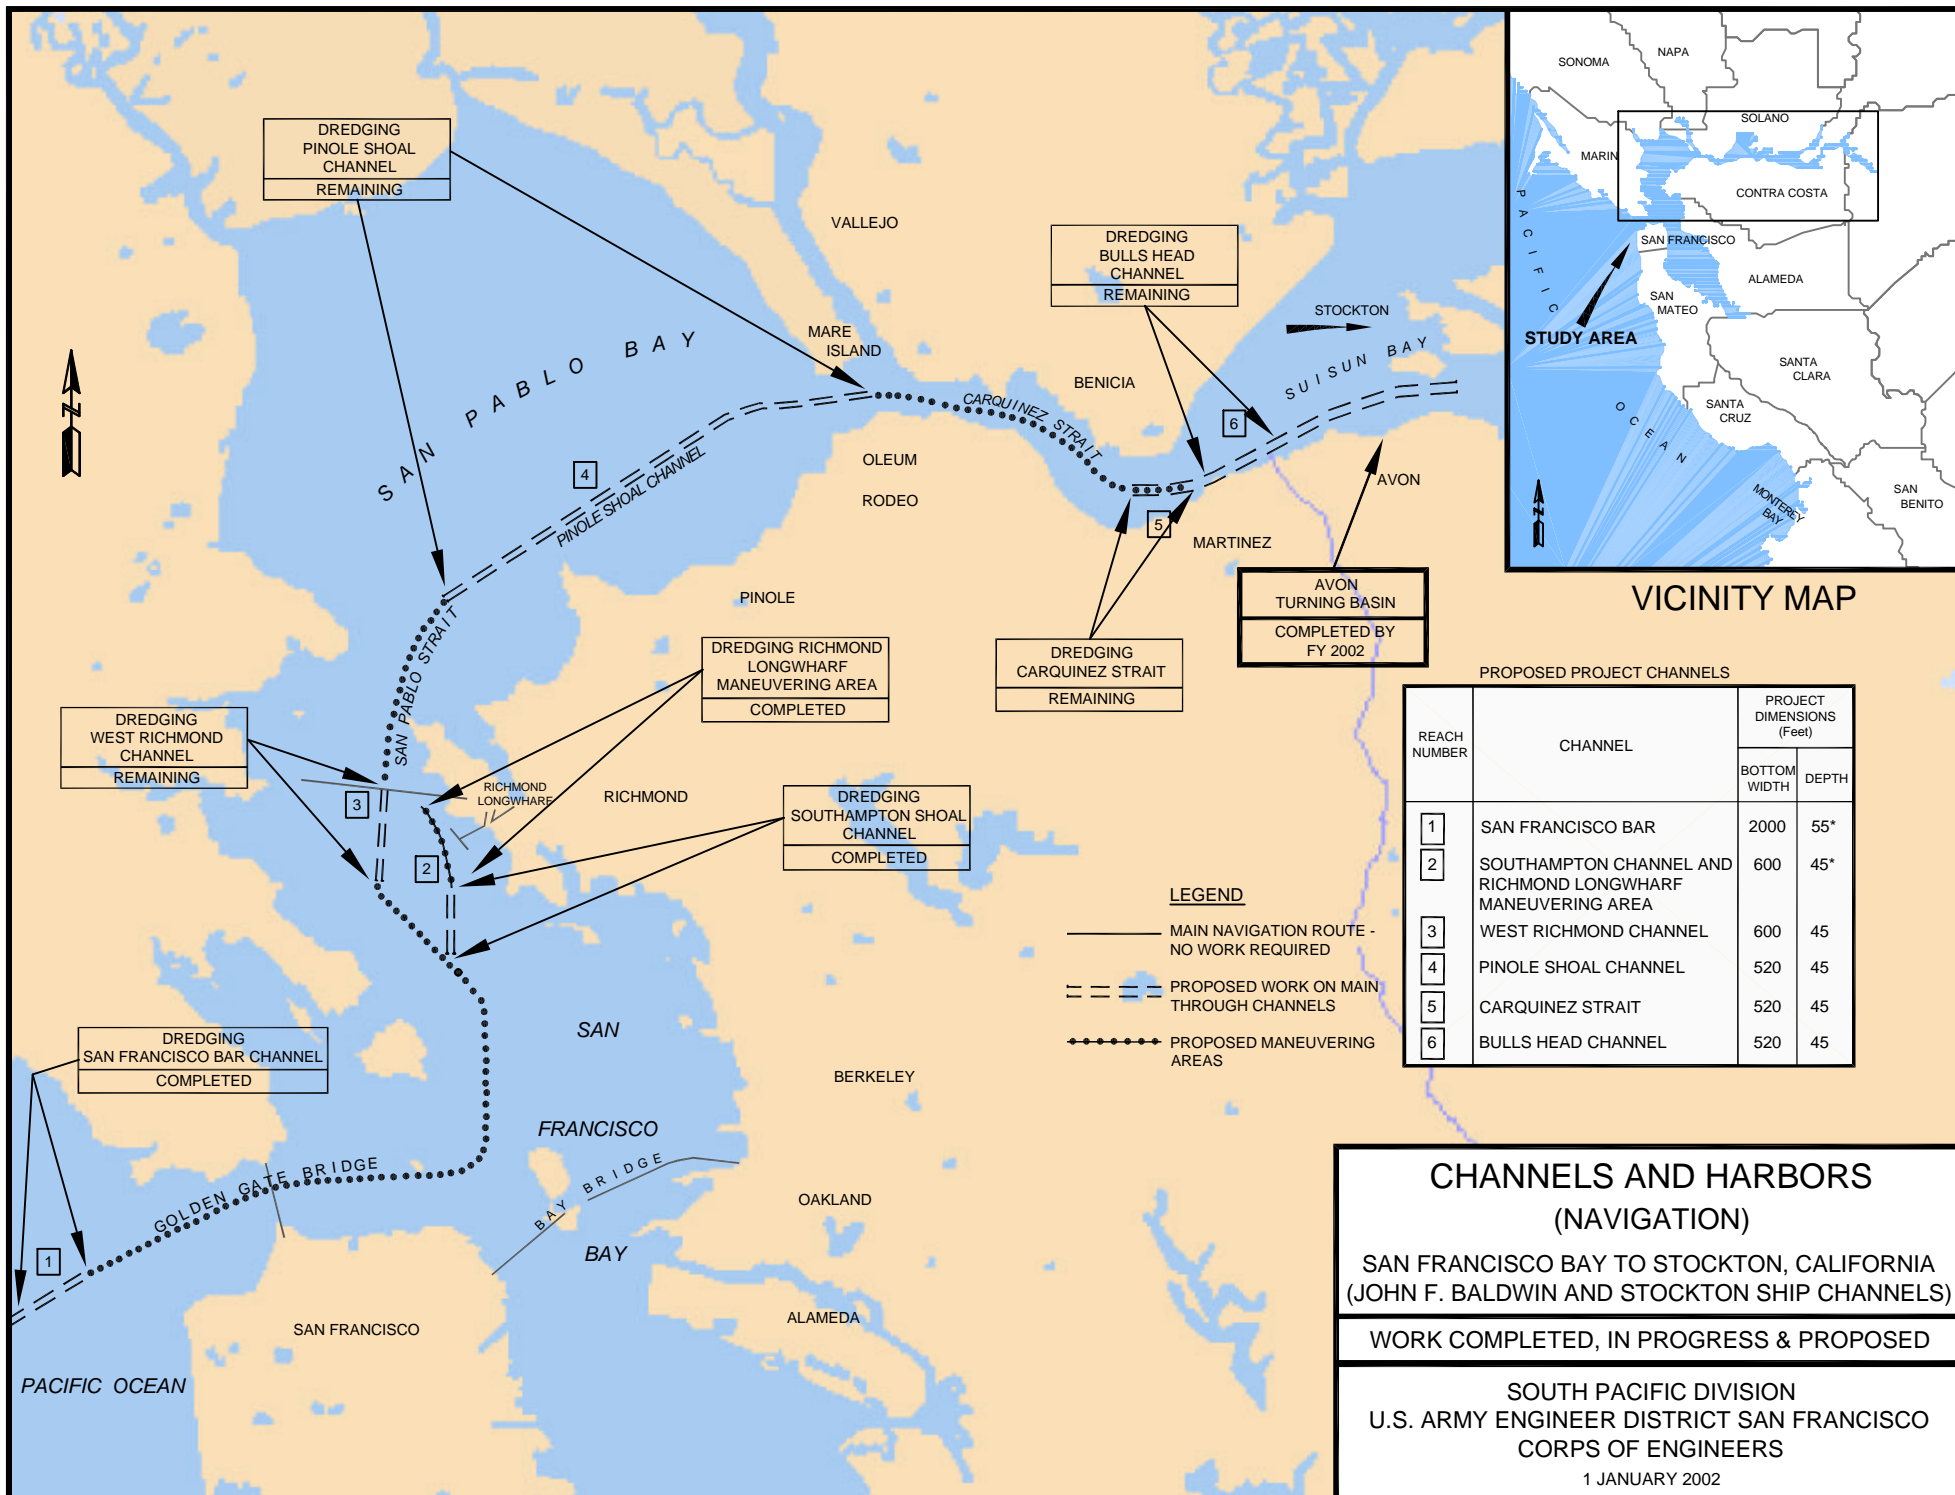 DREDGING
PINOLE SHOAL
CHANNEL
REMAINING
VALLEJO
DREDGING
BULLS HEAD
CHANNEL
REMAINING
STOCKTON
MARE
ISLAND
SAN PABLO BAY
BENICIA
SUISUN BAY
CARQUINEZ STRAIT
6
N
4
PINOLE SHOAL CHANNEL
OLEUM
RODEO
AVON
5
MARTINEZ
AVON
TURNING BASIN
COMPLETED BY
FY 2002
PINOLE
SAN PABLO STRAIT
DREDGING RICHMOND
LONGWHARF
MANEUVERING AREA
COMPLETED
DREDGING
CARQUINEZ STRAIT
REMAINING
DREDGING
WEST RICHMOND
CHANNEL
REMAINING
3
RICHMOND
LONGWHARF
RICHMOND
DREDGING
SOUTHAMPTON SHOAL
CHANNEL
COMPLETED
2
LEGEND
MAIN NAVIGATION ROUTE -
NO WORK REQUIRED
PROPOSED WORK ON MAIN
THROUGH CHANNELS
PROPOSED MANEUVERING
AREAS
DREDGING
SAN FRANCISCO BAR CHANNEL
COMPLETED
SAN
FRANCISCO
BAY
BERKELEY
GOLDEN GATE BRIDGE
BAY BRIDGE
OAKLAND
1
ALAMEDA
SAN FRANCISCO
PACIFIC OCEAN
SONOMA
NAPA
SOLANO
MARIN
CONTRA COSTA
PACIFIC
SAN FRANCISCO
ALAMEDA
SAN
MATEO
STUDY AREA
SANTA
CLARA
SANTA
CRUZ
OCEAN
MONTEREY
BAY
SAN
BENITO
N
VICINITY MAP
PROPOSED PROJECT CHANNELS
REACH
NUMBER
CHANNEL
PROJECT
DIMENSIONS
(Feet)
BOTTOM
WIDTH
DEPTH
1 SAN FRANCISCO BAR 2000 55*
2 SOUTHAMPTON CHANNEL AND 600 45*
RICHMOND LONGWHARF
MANEUVERING AREA
3 WEST RICHMOND CHANNEL 600 45
4 PINOLE SHOAL CHANNEL 520 45
5 CARQUINEZ STRAIT 520 45
6 BULLS HEAD CHANNEL 520 45
CHANNELS AND HARBORS
(NAVIGATION)
SAN FRANCISCO BAY TO STOCKTON, CALIFORNIA
(JOHN F. BALDWIN AND STOCKTON SHIP CHANNELS)
WORK COMPLETED, IN PROGRESS & PROPOSED
SOUTH PACIFIC DIVISION
U.S. ARMY ENGINEER DISTRICT SAN FRANCISCO
CORPS OF ENGINEERS
1 JANUARY 2002